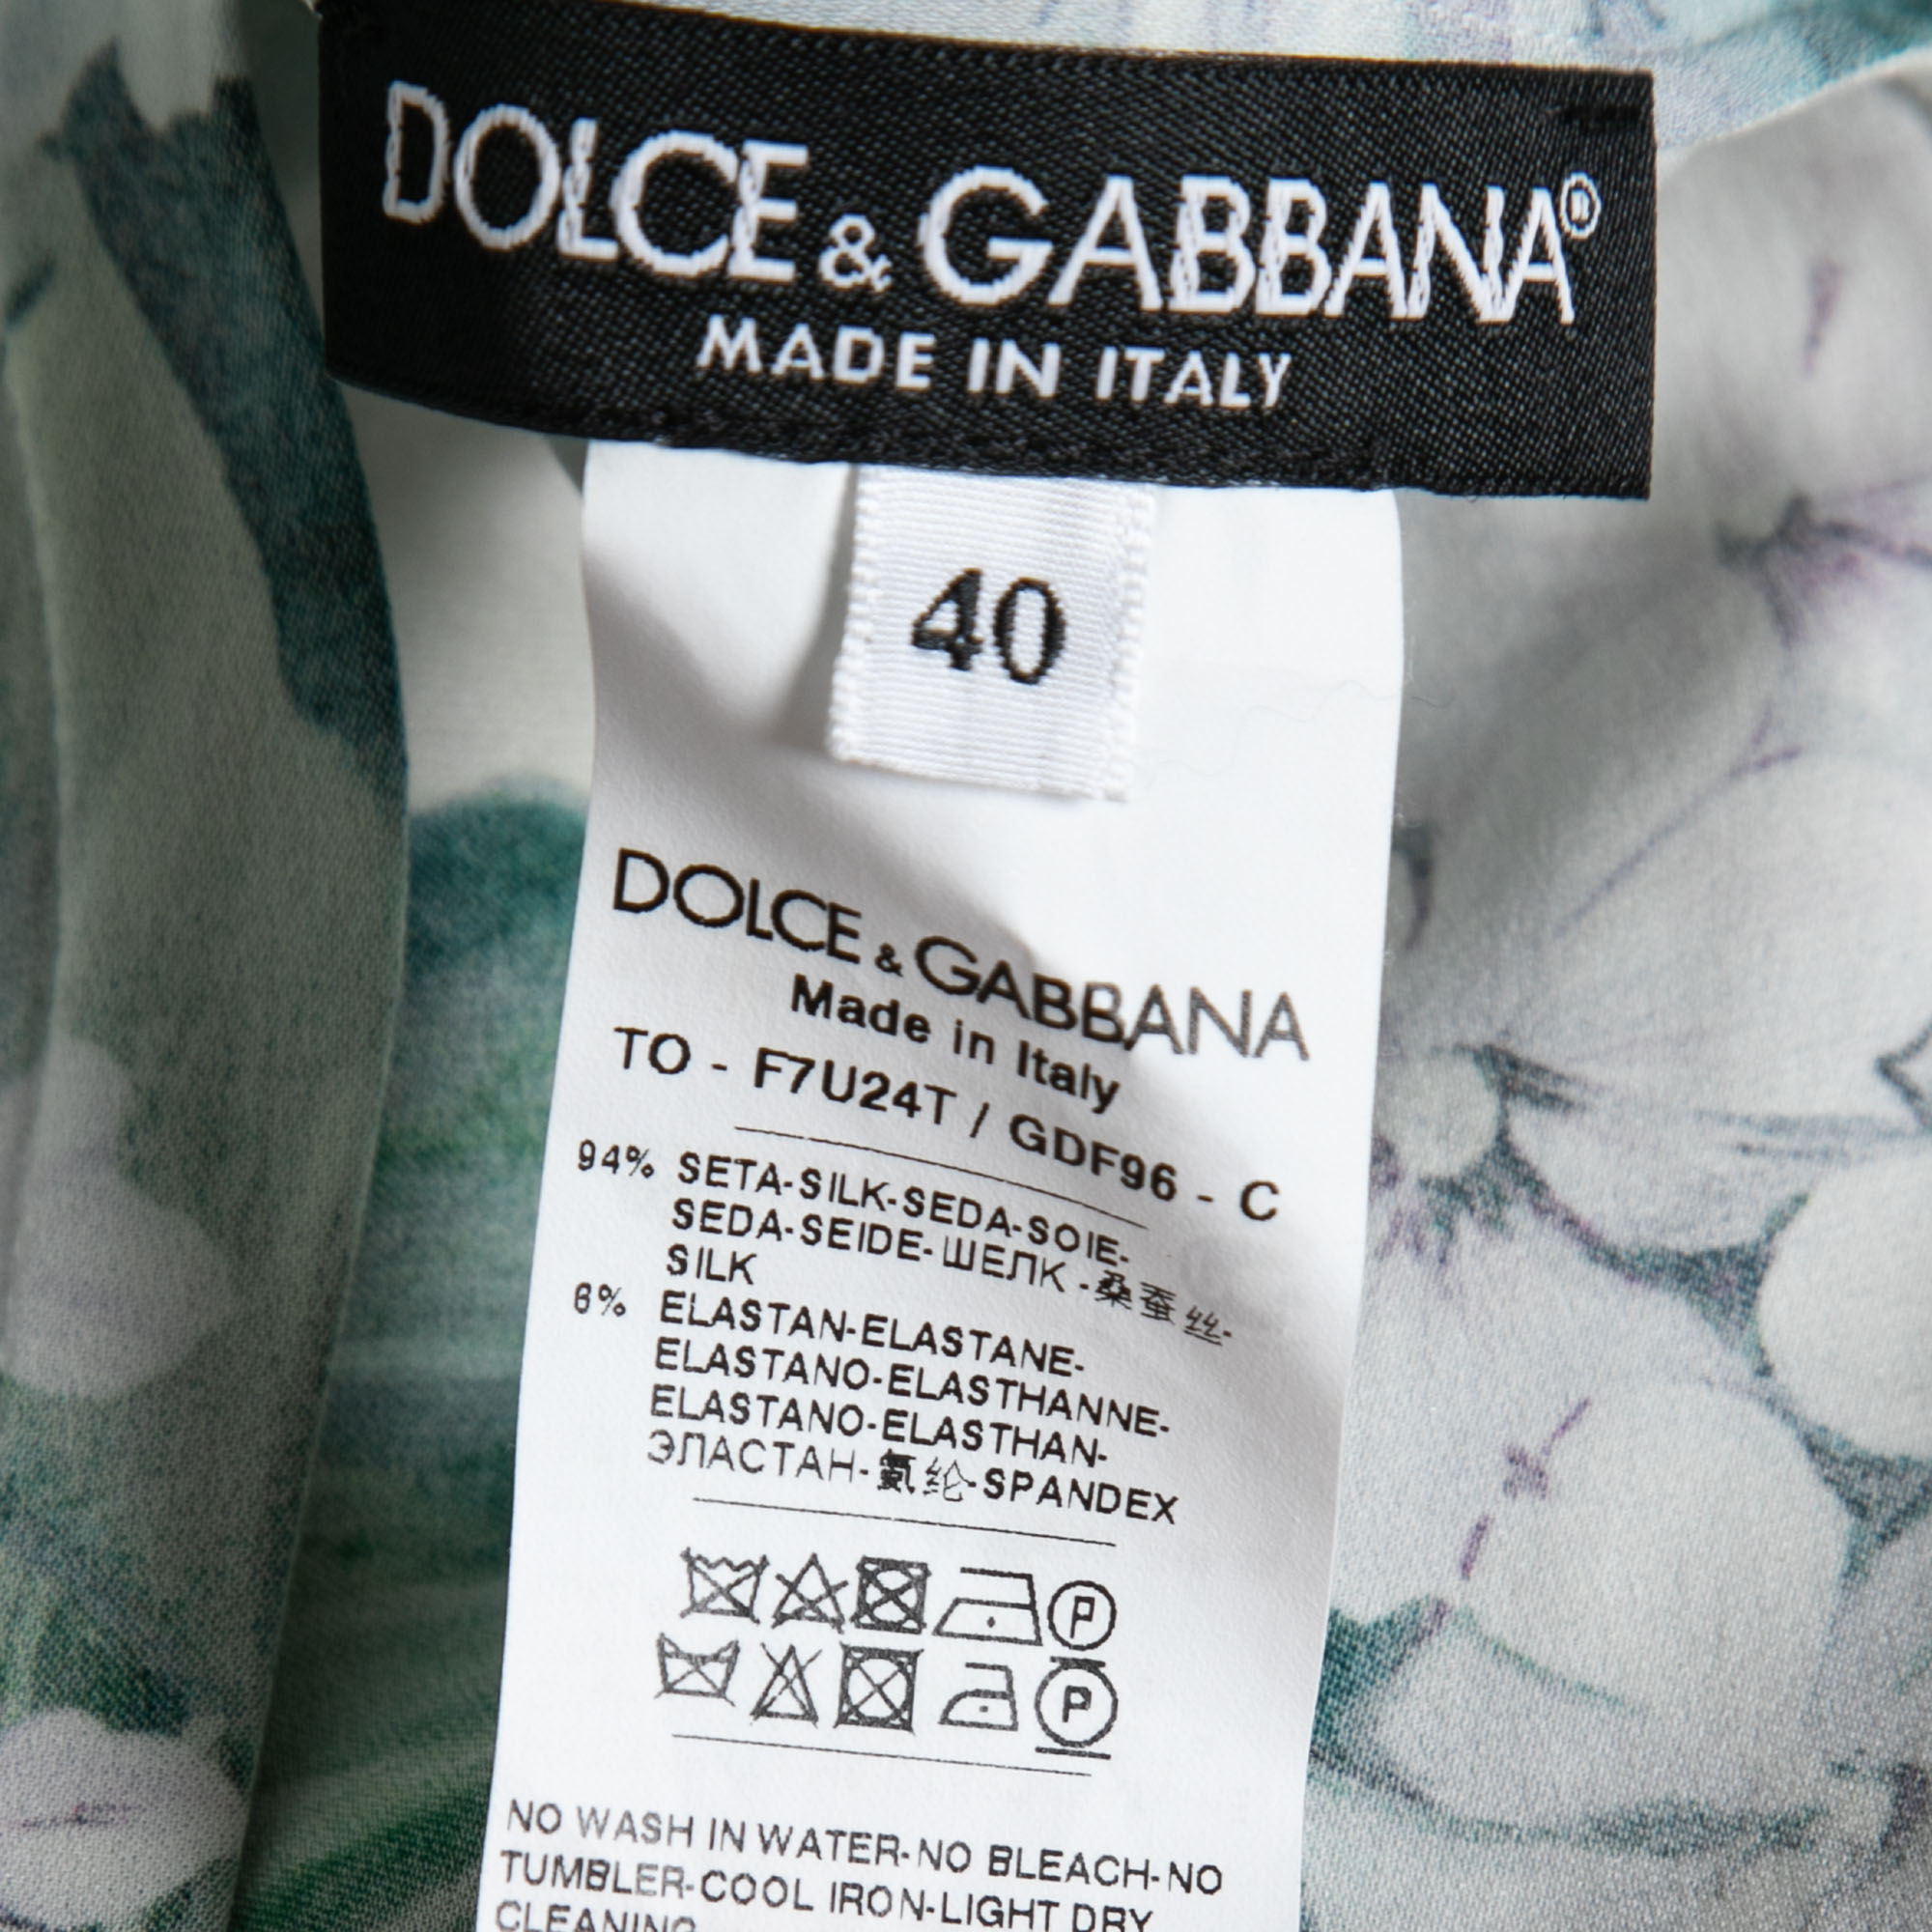 DOLCE & GABBANA®
MADE IN ITALY
40
DOLCE & GABBANA
Made in Italy
TO - F7U24T / GDF96 - C
94% SETA-SILK-SEDA-SOIE-
SEDA-SEIDE-ШЕЛК-桑蚕丝-
SILK
6% ELASTAN-ELASTANE-
ELASTANO-ELASTHANNE-
ELASTANO-ELASTHAN-
ЭЛАСТАН-氨纶-SPANDEX
P
P
NO WASH IN WATER-NO BLEACH-NO
TUMBLER-COOL IRON-LIGHT DRY
CLEANING